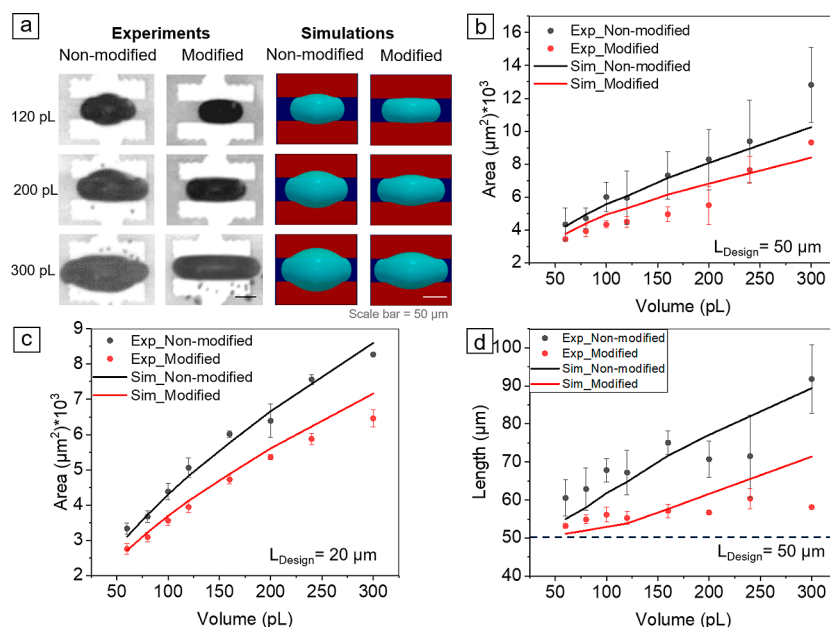 a
Experiments
Simulations
Non-modified
Modified
Non-modified
Modified
120 pL
200 pL
300 pL
Scale bar = 50 µm
b
Exp_Non-modified
Exp_Modified
Sim_Non-modified
Sim_Modified
16
14
12
10
8
6
4
2
Area (µm²)*10³
L_Design = 50 µm
50 100 150 200 250 300
Volume (pL)
c
Exp_Non-modified
Exp_Modified
Sim_Non-modified
Sim_Modified
9
8
7
6
5
4
3
2
Area (µm²)*10³
L_Design = 20 µm
50 100 150 200 250 300
Volume (pL)
d
Exp_Non-modified
Exp_Modified
Sim_Non-modified
Sim_Modified
100
90
80
70
60
50
40
Length (µm)
L_Design = 50 µm
50 100 150 200 250 300
Volume (pL)